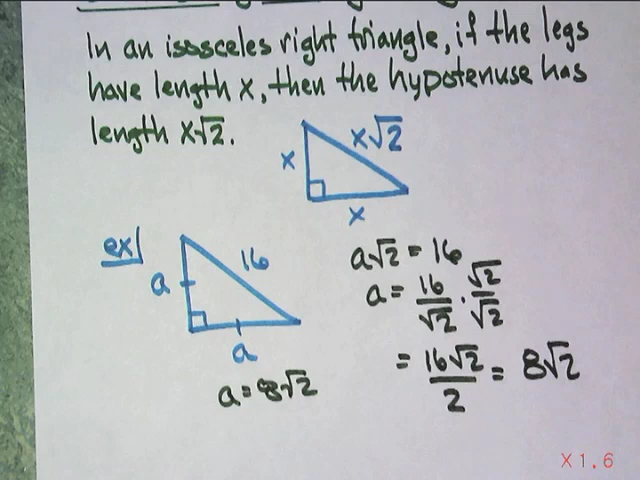 In an isssceles right triangle, if the legs
have length x, then the hypotenuse has
length x√2.
x
x√2
x
ex)
a
16
a
a = 8√2
a√2 = 16
a = 16/√2 · √2/√2
= 16√2/2 = 8√2
X1.6